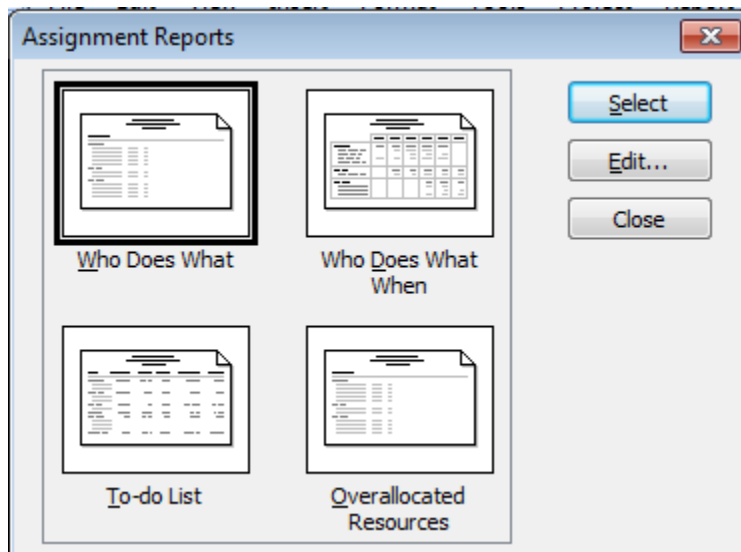 Assignment Reports
Select
Edit...
Close
Who Does What
Who Does What
When
To-do List
Overallocated
Resources